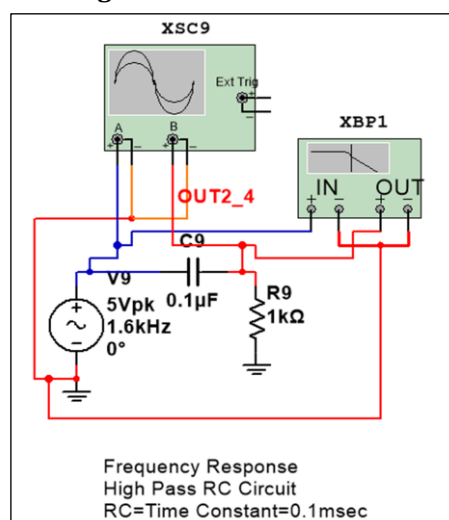 XSC9
Ext Trig
+
-
A
B
+ - + -
XBP1
IN OUT
+ - + -
OUT2_4
C9
0.1µF
V9
5Vpk
1.6kHz
0°
+
-
R9
1kΩ
Frequency Response
High Pass RC Circuit
RC=Time Constant=0.1msec